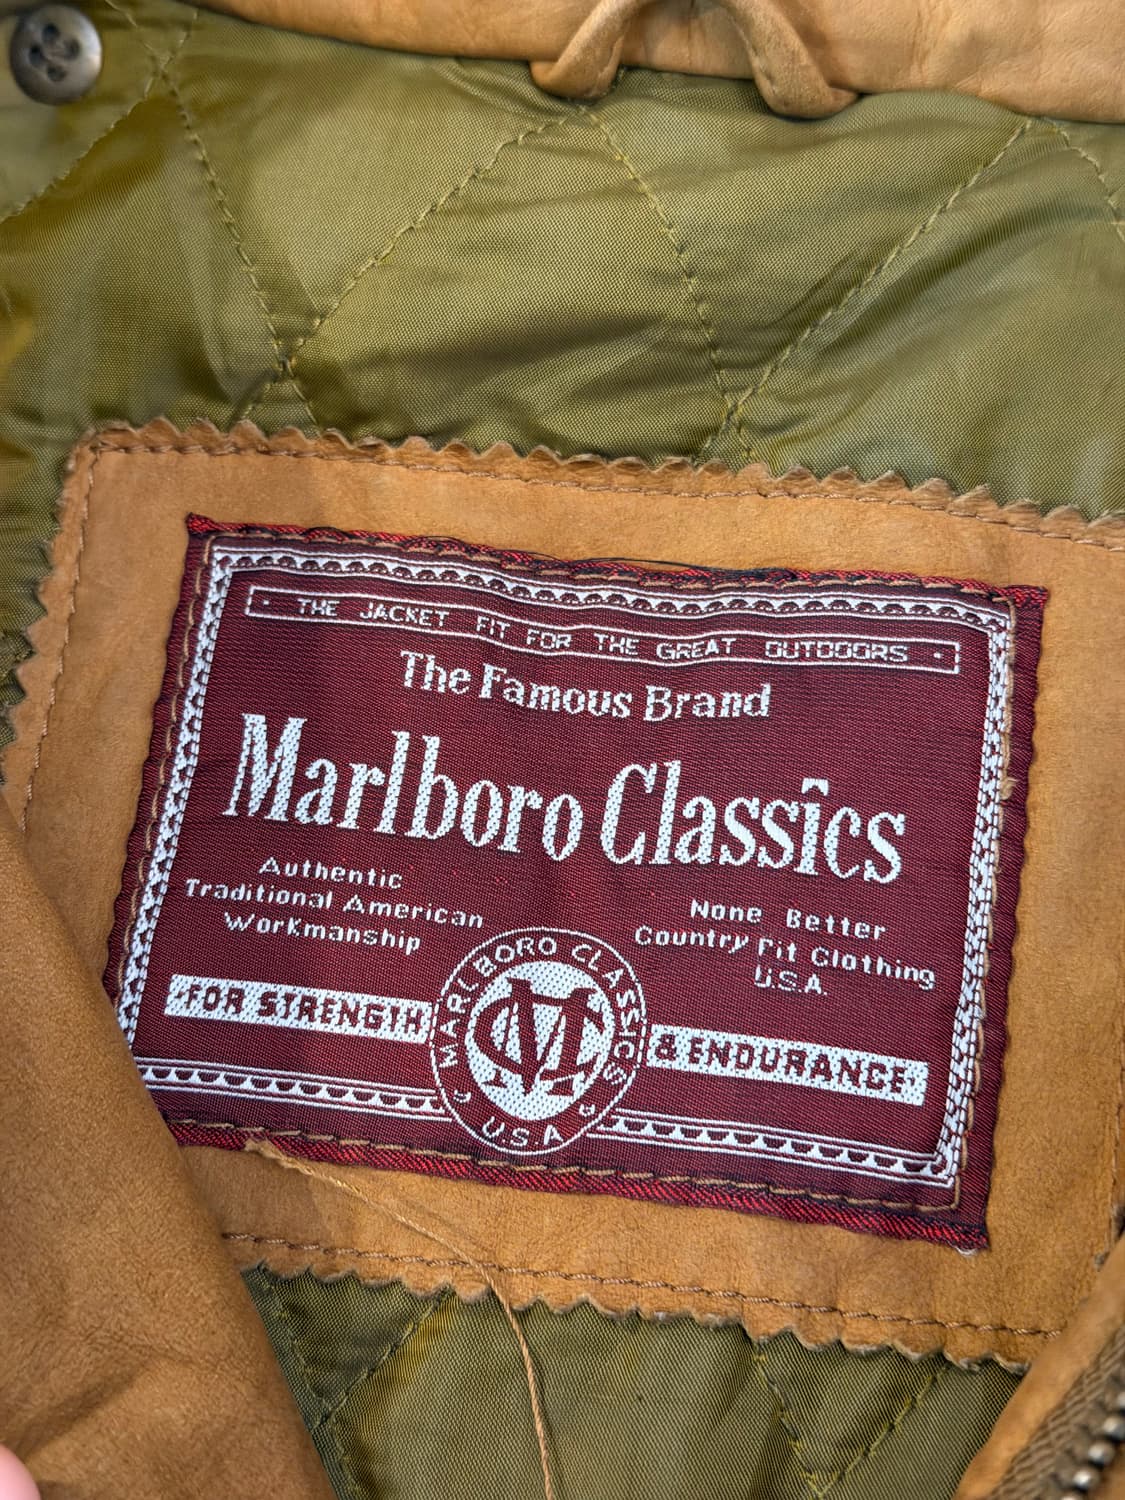 · THE JACKET FIT FOR THE GREAT OUTDOORS ·
The Famous Brand
Marlboro Classics
Authentic
Traditional American
Workmanship
None Better
Country Fit Clothing
U.S.A.
·FOR STRENGTH
& ENDURANCE·
MARLBORO CLASSICS
U.S.A
MC